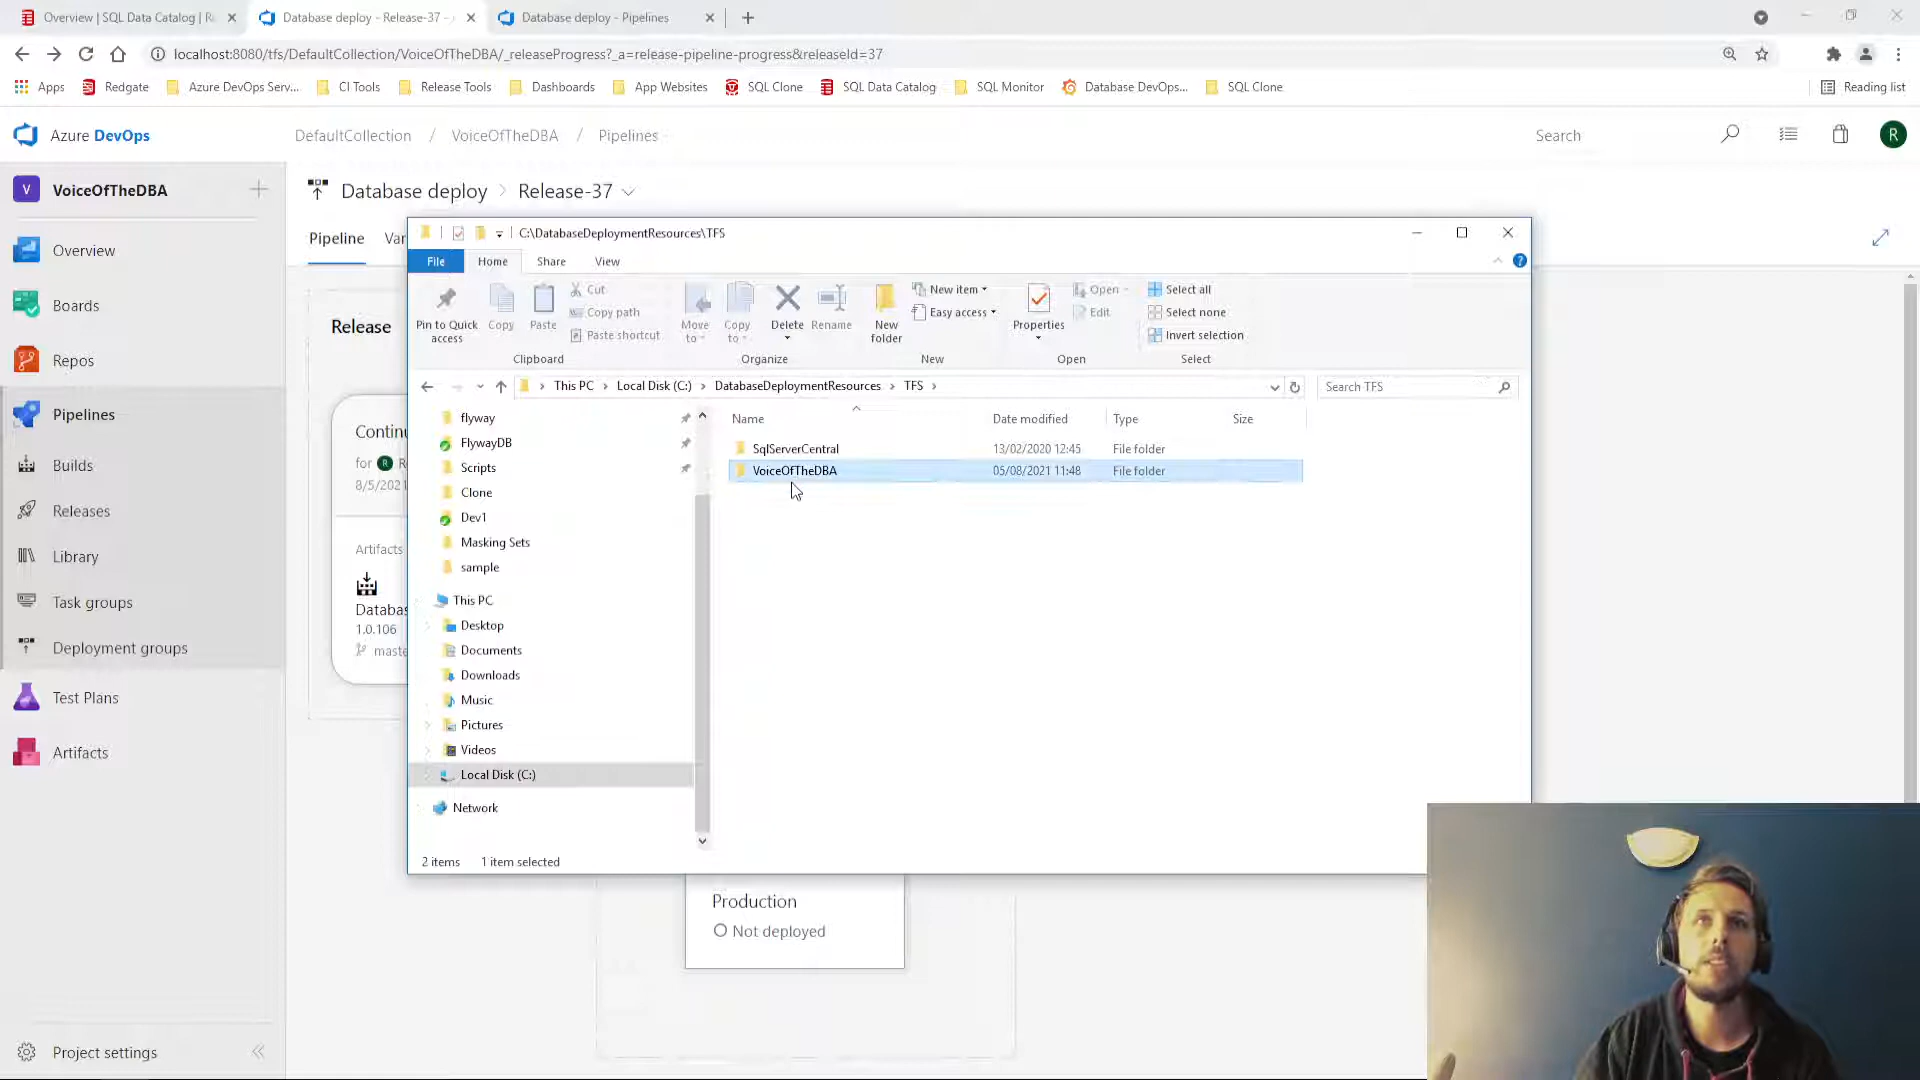 Overview | SQL Data Catalog | R
Database deploy - Release-37 -
Database deploy - Pipelines
localhost:8080/tfs/DefaultCollection/VoiceOfTheDBA/_releaseProgress?_a=release-pipeline-progress&releaseId=37
Apps
Redgate
Azure DevOps Serv...
CI Tools
Release Tools
Dashboards
App Websites
SQL Clone
SQL Data Catalog
SQL Monitor
Database DevOps...
SQL Clone
Reading list
Azure DevOps
DefaultCollection / VoiceOfTheDBA / Pipelines
Search
R
V
VoiceOfTheDBA
Database deploy > Release-37
Overview
Boards
Repos
Pipelines
Builds
Releases
Library
Task groups
Deployment groups
Test Plans
Artifacts
Project settings
Pipeline
Var
Release
Continu
for R R
8/5/2021
Artifacts
Databas
1.0.106
maste
C:\DatabaseDeploymentResources\TFS
File
Home
Share
View
Pin to Quick access
Copy
Paste
Cut
Copy path
Paste shortcut
Clipboard
Move to
Copy to
Delete
Rename
Organize
New folder
New item
Easy access
New
Properties
Open
Edit
Open
Select all
Select none
Invert selection
Select
This PC > Local Disk (C:) > DatabaseDeploymentResources > TFS >
Search TFS
flyway
FlywayDB
Scripts
Clone
Dev1
Masking Sets
sample
This PC
Desktop
Documents
Downloads
Music
Pictures
Videos
Local Disk (C:)
Network
Name
Date modified
Type
Size
SqlServerCentral
13/02/2020 12:45
File folder
VoiceOfTheDBA
05/08/2021 11:48
File folder
2 items
1 item selected
Production
Not deployed